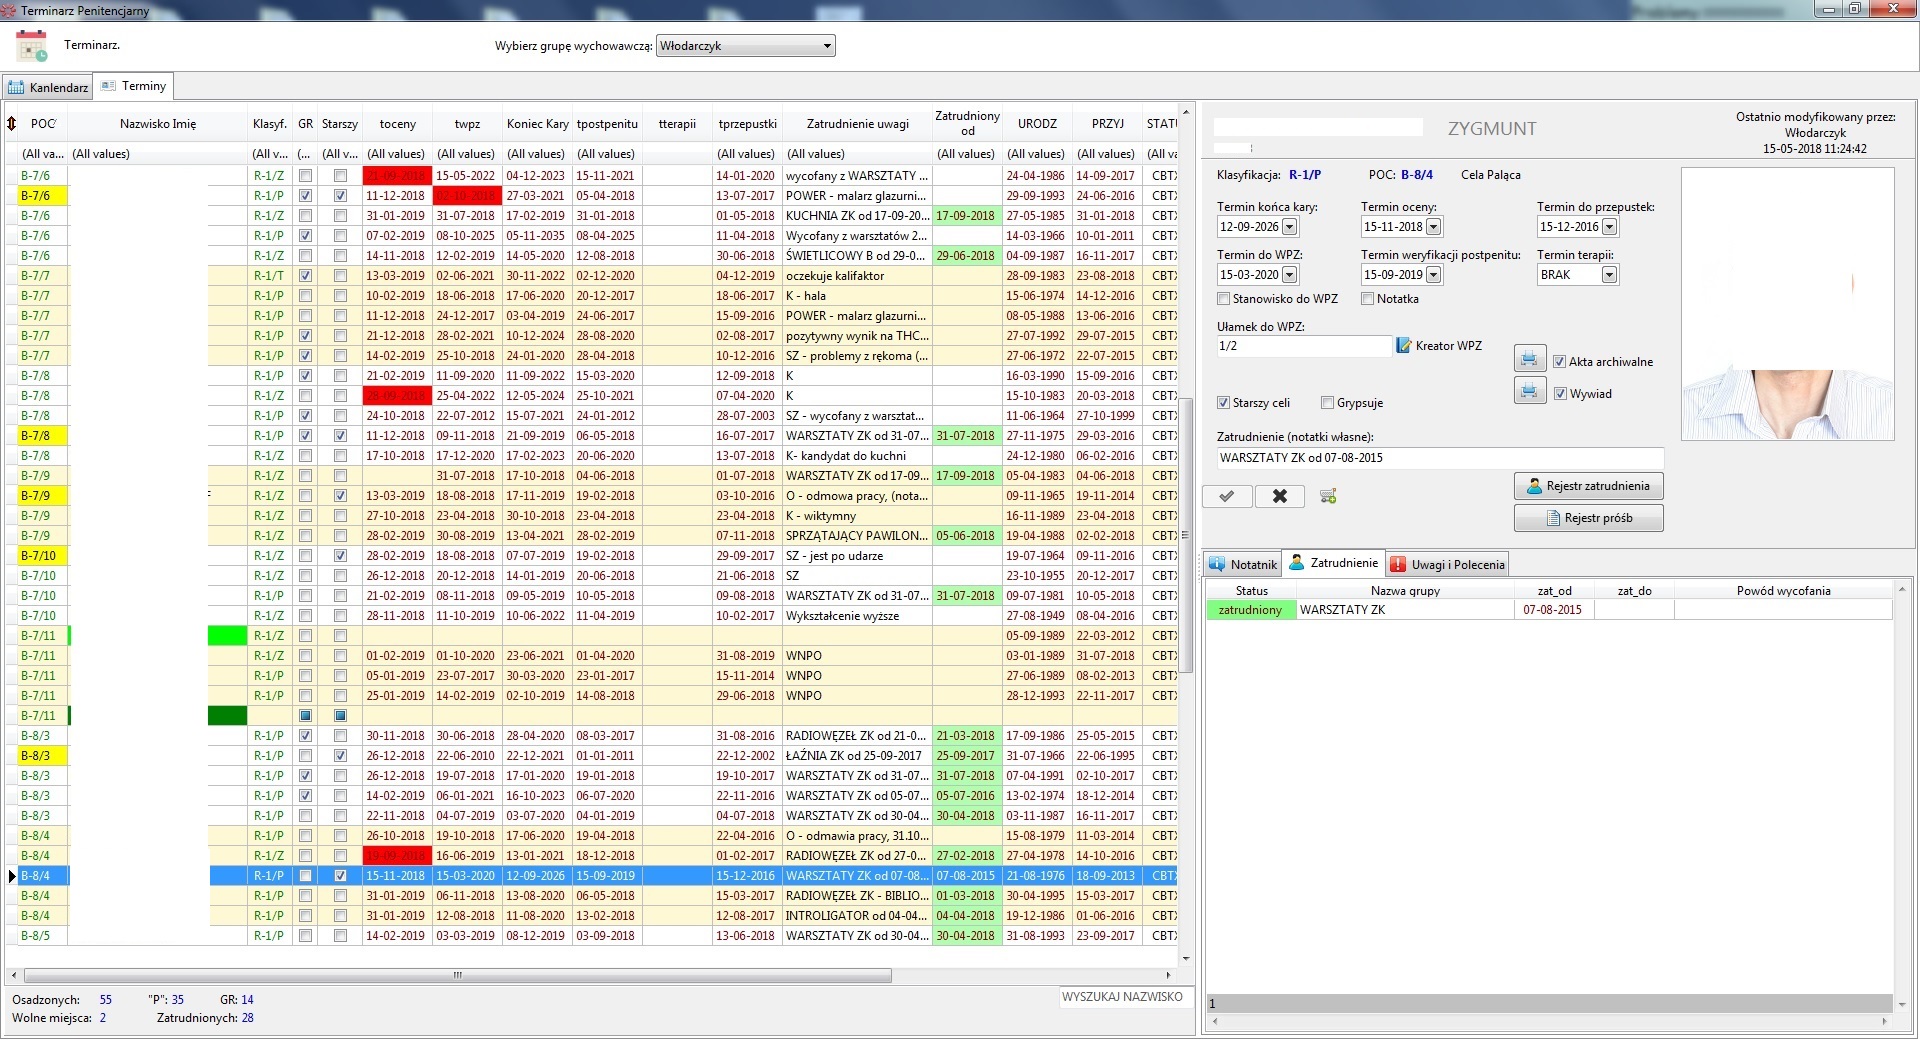 Terminarz Penitencjarny
Terminarz.
Wybierz grupę wychowawczą: Włodarczyk
Kanlendarz Terminy
POC Nazwisko Imię Klasyf. GR Starszy toceny twpz Koniec Kary tpostpenitu tterapii tprzepustki Zatrudnienie uwagi Zatrudniony od URODZ PRZYJ
(All va... (All values) (All v... (... (All v... (All values) (All values) (All values) (All values) (All values) (All values) (All values) (All values) (All values)
B-7/6 R-1/Z 21-09-2018 15-05-2022 04-12-2023 15-11-2021 14-01-2020 wycofany z WARSZTATY ... 24-04-1986 14-09-2017
B-7/6 R-1/P 11-12-2018 02-10-2018 27-03-2021 05-04-2018 13-07-2017 POWER - malarz glazurni... 29-09-1993 24-06-2016
B-7/6 R-1/Z 31-01-2019 31-07-2018 17-02-2019 31-01-2018 01-05-2018 KUCHNIA ZK od 17-09-20... 17-09-2018 27-05-1985 31-01-2018
B-7/6 R-1/P 07-02-2019 08-10-2025 05-11-2035 08-04-2025 11-04-2018 Wycofany z warsztatów 2... 14-03-1966 10-01-2011
B-7/6 R-1/Z 14-11-2018 12-02-2019 14-05-2020 12-08-2018 30-06-2018 ŚWIETLICOWY B od 29-0... 29-06-2018 04-09-1987 16-11-2017
B-7/7 R-1/T 13-03-2019 02-06-2021 30-11-2022 02-12-2020 04-12-2019 oczekuje kalifaktor 28-09-1983 23-08-2018
B-7/7 R-1/P 10-02-2019 18-06-2018 17-06-2020 20-12-2017 18-06-2017 K - hala 15-06-1974 14-12-2016
B-7/7 R-1/P 11-12-2018 24-12-2017 03-04-2019 24-06-2017 15-09-2016 POWER - malarz glazurni... 08-05-1988 13-06-2016
B-7/7 R-1/P 21-12-2018 28-02-2021 10-12-2024 28-08-2020 02-08-2017 pozytywny wynik na THC... 27-07-1992 29-07-2015
B-7/7 R-1/P 14-02-2019 25-10-2018 24-01-2020 28-04-2018 10-12-2016 SZ - problemy z rękoma (... 27-06-1972 22-07-2015
B-7/8 R-1/P 21-02-2019 11-09-2020 11-09-2022 15-03-2020 12-09-2018 K 16-03-1990 15-09-2016
B-7/8 R-1/Z 28-09-2018 25-04-2022 12-05-2024 25-10-2021 07-04-2020 K 15-10-1983 20-03-2018
B-7/8 R-1/P 24-10-2018 22-07-2012 15-07-2021 24-01-2012 28-07-2003 SZ - wycofany z warsztat... 11-06-1964 27-10-1999
B-7/8 R-1/P 11-12-2018 09-11-2018 21-09-2019 06-05-2018 16-07-2017 WARSZTATY ZK od 31-07... 31-07-2018 27-11-1975 29-03-2016
B-7/8 R-1/P 17-10-2018 17-12-2020 17-02-2023 20-06-2020 13-07-2018 K- kandydat do kuchni 24-12-1980 06-02-2016
B-7/9 R-1/Z 31-07-2018 17-10-2018 04-06-2018 01-07-2018 WARSZTATY ZK od 17-09... 17-09-2018 05-04-1983 04-06-2018
B-7/9 R-1/Z 13-03-2019 18-08-2018 17-11-2019 19-02-2018 03-10-2016 O - odmowa pracy, (nota... 09-11-1965 19-11-2014
B-7/9 R-1/Z 27-10-2018 23-04-2018 30-10-2018 23-04-2018 23-04-2018 K - wiktymny 16-11-1989 23-04-2018
B-7/9 R-1/Z 28-02-2019 30-08-2019 13-04-2021 28-02-2019 07-11-2018 SPRZĄTAJĄCY PAWILON... 05-06-2018 19-04-1988 02-02-2018
B-7/10 R-1/Z 28-02-2019 18-08-2018 07-07-2019 19-02-2018 29-09-2017 SZ - jest po udarze 19-07-1964 09-11-2016
B-7/10 R-1/Z 26-12-2018 20-12-2018 14-01-2019 20-06-2018 21-06-2018 SZ 23-10-1955 20-12-2017
B-7/10 R-1/P 21-02-2019 08-11-2018 09-05-2019 10-05-2018 09-08-2018 WARSZTATY ZK od 31-07... 31-07-2018 09-07-1981 10-05-2018
B-7/10 R-1/P 28-11-2018 11-10-2019 10-06-2022 11-04-2019 10-02-2017 Wykształcenie wyższe 27-08-1949 08-04-2016
B-7/11 R-1/Z 05-09-1989 22-03-2012
B-7/11 R-1/Z 01-02-2019 01-10-2020 23-06-2021 01-04-2020 31-08-2019 WNPO 03-01-1989 31-07-2018
B-7/11 R-1/P 05-01-2019 23-07-2017 30-03-2020 23-01-2017 15-11-2014 WNPO 27-06-1989 08-02-2013
B-7/11 R-1/P 25-01-2019 14-02-2019 02-10-2019 14-08-2018 29-06-2018 WNPO 28-12-1993 22-11-2017
B-7/11
B-8/3 R-1/P 30-11-2018 30-06-2018 28-04-2020 08-03-2017 31-08-2016 RADIOWĘZEŁ ZK od 21-0... 21-03-2018 17-09-1986 25-05-2015
B-8/3 R-1/P 26-12-2018 22-06-2010 22-12-2021 01-01-2011 22-12-2002 ŁAŹNIA ZK od 25-09-2017 25-09-2017 31-07-1966 22-06-1995
B-8/3 R-1/P 26-12-2018 19-07-2018 17-01-2020 19-01-2018 19-10-2017 WARSZTATY ZK od 31-07... 31-07-2018 07-04-1991 02-10-2017
B-8/3 R-1/P 14-02-2019 06-01-2021 16-10-2023 06-07-2020 22-11-2016 WARSZTATY ZK od 05-07... 05-07-2016 13-02-1974 18-12-2014
B-8/3 R-1/P 22-11-2018 04-07-2019 03-07-2020 04-01-2019 04-07-2018 WARSZTATY ZK od 30-04... 30-04-2018 03-11-1987 16-11-2017
B-8/4 R-1/P 26-10-2018 19-10-2018 17-06-2020 19-04-2018 22-04-2016 O - odmawia pracy, 31.10... 15-08-1979 11-03-2014
B-8/4 R-1/Z 19-09-2018 16-06-2019 13-01-2021 18-12-2018 01-02-2017 RADIOWĘZEŁ ZK od 27-0... 27-02-2018 27-04-1978 14-10-2016
B-8/4 R-1/P 15-11-2018 15-03-2020 12-09-2026 15-09-2019 15-12-2016 WARSZTATY ZK od 07-08... 07-08-2015 21-08-1976 18-09-2013
B-8/4 R-1/P 31-01-2019 06-11-2018 13-08-2020 06-05-2018 15-03-2017 RADIOWĘZEŁ ZK - BIBLIO... 01-03-2018 30-04-1995 15-03-2017
B-8/4 R-1/P 31-01-2019 12-08-2018 11-08-2020 13-02-2018 12-08-2017 INTROLIGATOR od 04-04... 04-04-2018 19-12-1986 01-06-2016
B-8/5 R-1/P 14-02-2019 03-03-2019 08-12-2019 03-09-2018 13-06-2018 WARSZTATY ZK od 30-04... 30-04-2018 31-08-1993 23-09-2017
Osadzonych: 55 "P": 35 GR: 14
Wolne miejsca: 2 Zatrudnionych: 28
WYSZUKAJ NAZWISKO
ZYGMUNT
Ostatnio modyfikowany przez:
Włodarczyk
15-05-2018 11:24:42
Klasyfikacja: R-1/P POC: B-8/4 Cela Paląca
Termin końca kary: Termin oceny: Termin do przepustek:
12-09-2026 15-11-2018 15-12-2016
Termin do WPZ: Termin weryfikacji postpenitu: Termin terapii:
15-03-2020 15-09-2019 BRAK
Stanowisko do WPZ Notatka
Ułamek do WPZ:
1/2 Kreator WPZ
Akta archiwalne
Wywiad
Starszy celi Grypsuje
Zatrudnienie (notatki własne):
WARSZTATY ZK od 07-08-2015
Rejestr zatrudnienia
Rejestr próśb
Notatnik Zatrudnienie Uwagi i Polecenia
Status Nazwa grupy zat_od zat_do Powód wycofania
zatrudniony WARSZTATY ZK 07-08-2015
1